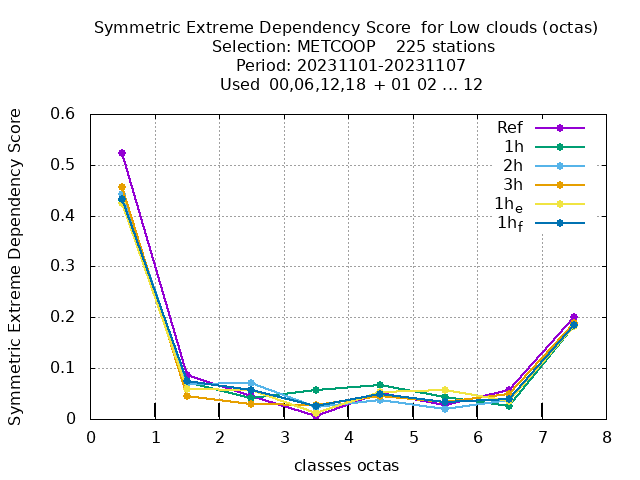 Symmetric Extreme Dependency Score  for Low clouds (octas)
Selection: METCOOP    225 stations
Period: 20231101-20231107
Used  00,06,12,18  + 01 02 ... 12
Symmetric Extreme Dependency Score
0.6
0.5
0.4
0.3
0.2
0.1
0
Ref
1h
2h
3h
1he
1hf
0 1 2 3 4 5 6 7 8
classes octas